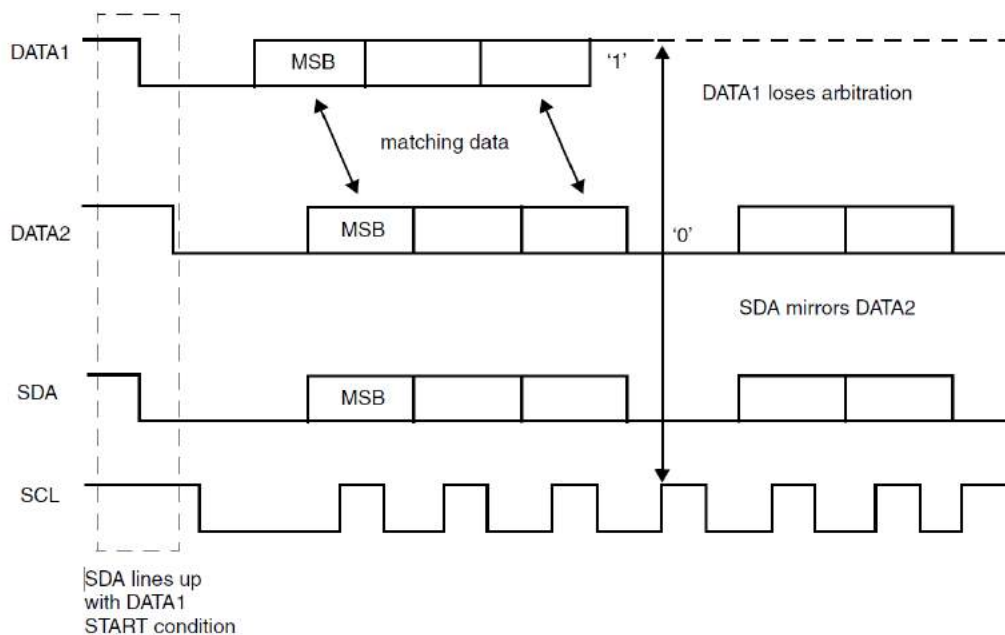 DATA1
MSB
‘1’
DATA1 loses arbitration
matching data
DATA2
MSB
‘0’
SDA mirrors DATA2
SDA
MSB
SCL
SDA lines up
with DATA1
START condition